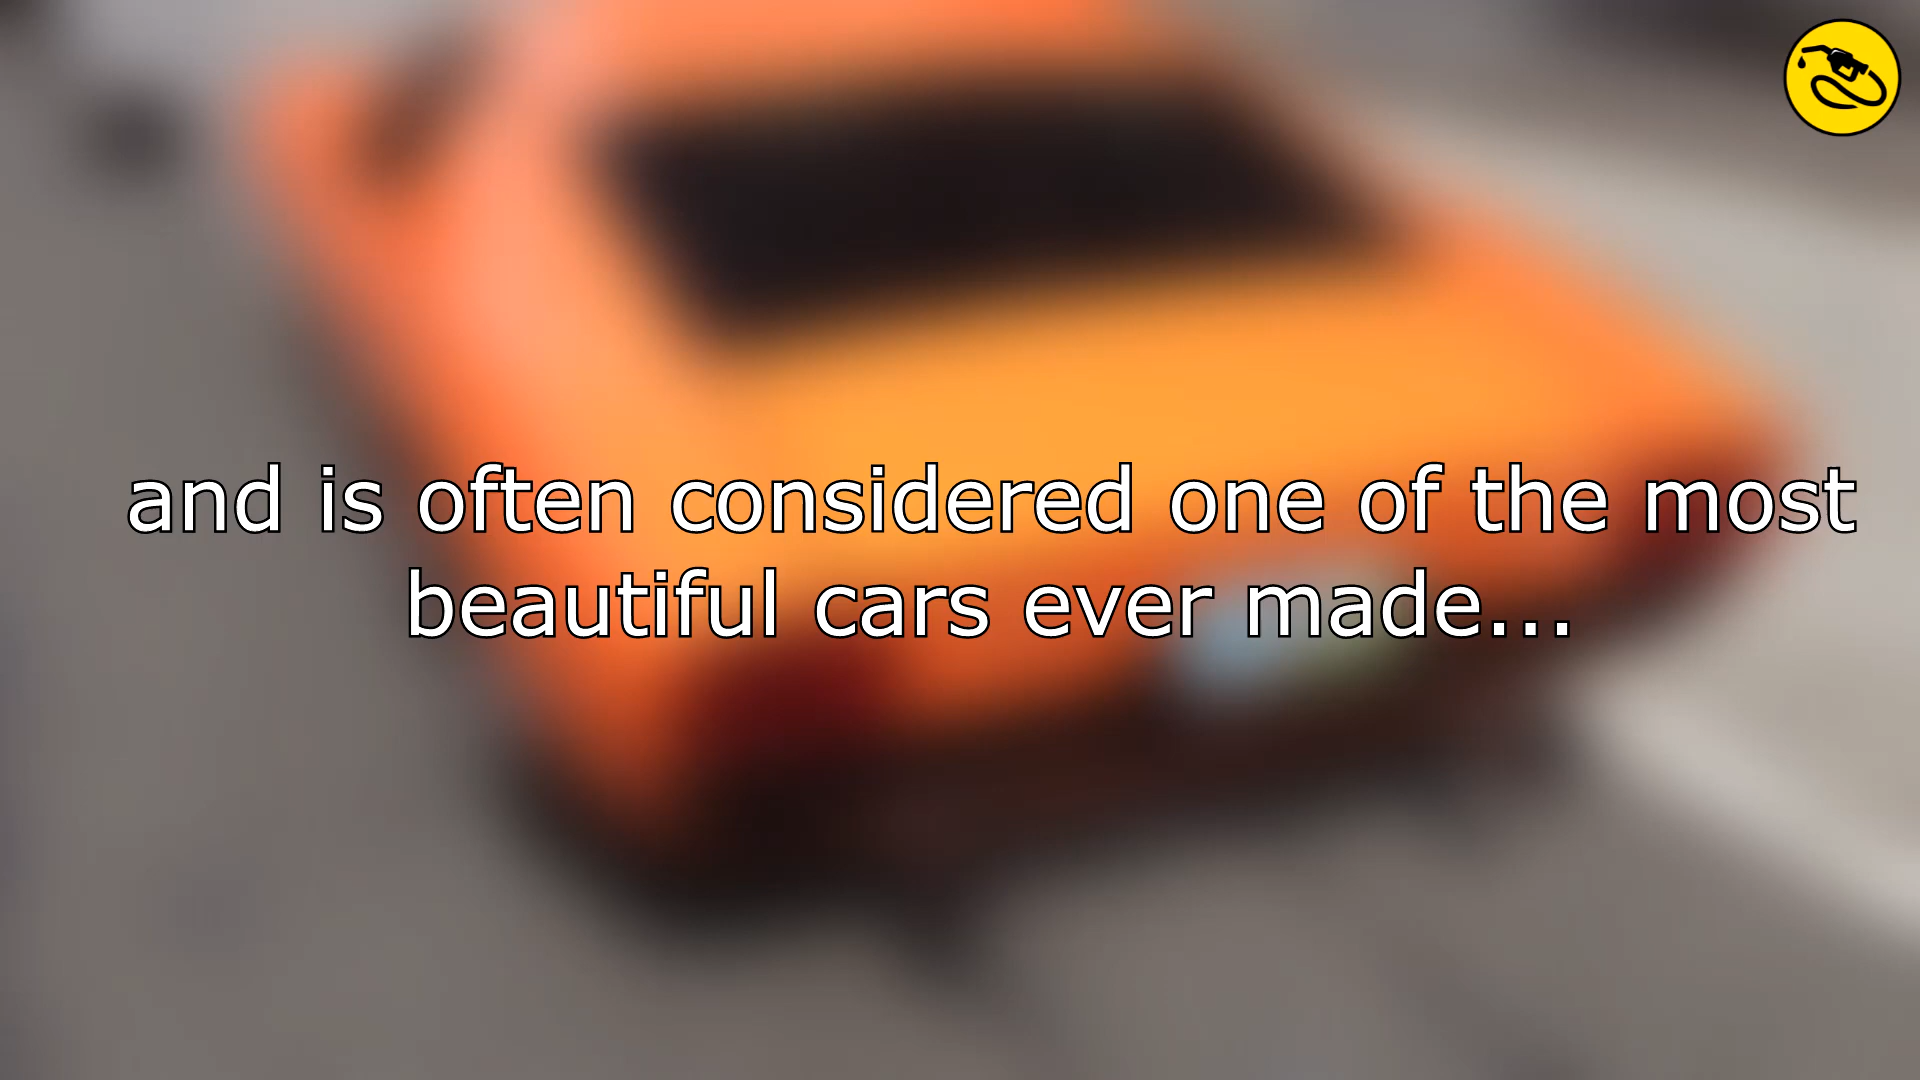 and is often considered one of the most
beautiful cars ever made...